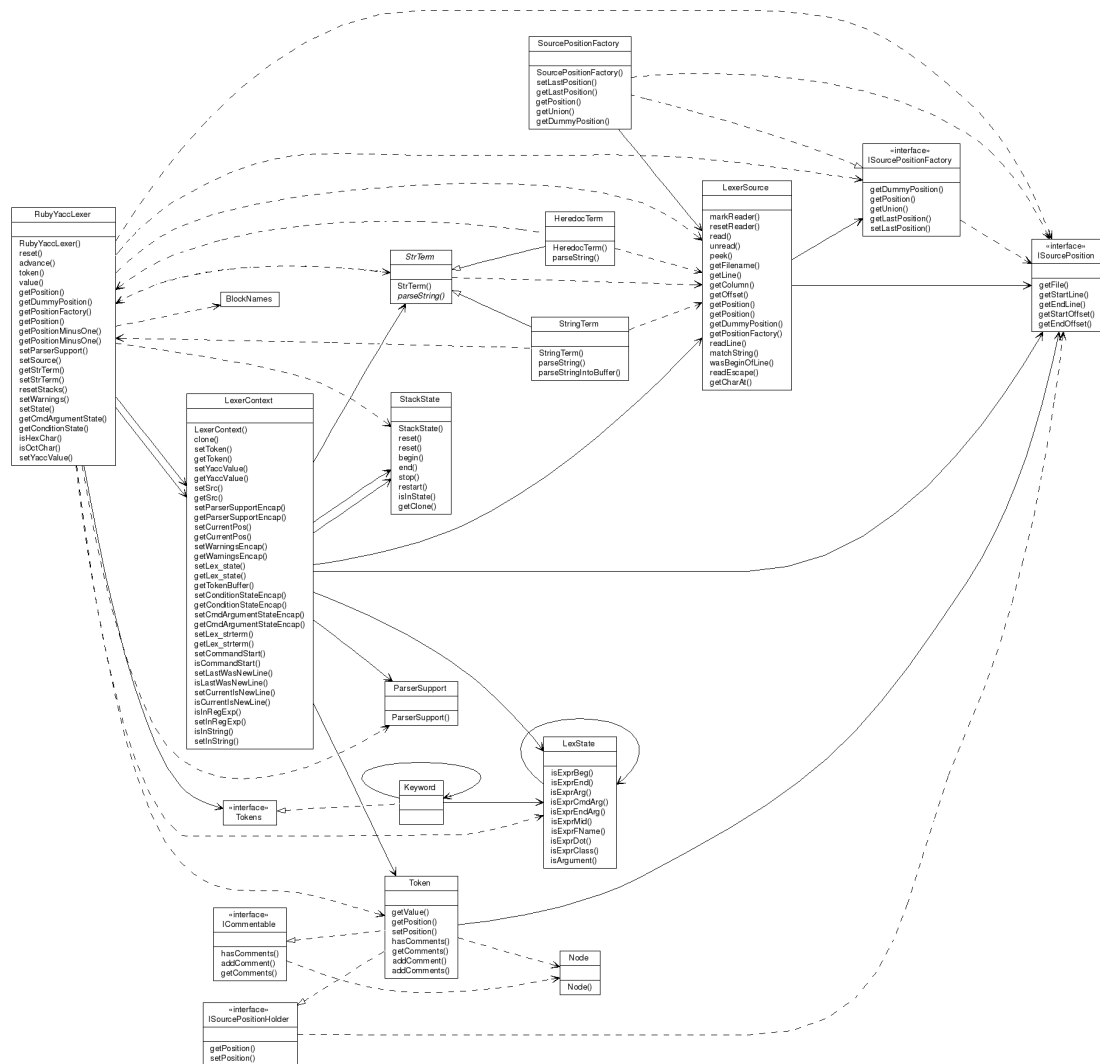 SourcePositionFactory
SourcePositionFactory()
setLastPosition()
getLastPosition()
getPosition()
getUnion()
getDummyPosition()
«interface»
ISourcePositionFactory
getDummyPosition()
getPosition()
getUnion()
getLastPosition()
setLastPosition()
LexerSource
markReader()
resetReader()
read()
unread()
peek()
getFilename()
getLine()
getColumn()
getOffset()
getPosition()
getPosition()
getDummyPosition()
getPositionFactory()
readLine()
matchString()
wasBeginOfLine()
readEscape()
getCharAt()
RubyYaccLexer
RubyYaccLexer()
reset()
advance()
token()
value()
getPosition()
getDummyPosition()
getPositionFactory()
getPosition()
getPositionMinusOne()
getPositionMinusOne()
setParserSupport()
setSource()
getStrTerm()
setStrTerm()
resetStacks()
setWarnings()
setState()
getCmdArgumentState()
getConditionState()
isHexChar()
isOctChar()
setYaccValue()
HeredocTerm
HeredocTerm()
parseString()
«interface»
ISourcePosition
getFile()
getStartLine()
getEndLine()
getStartOffset()
getEndOffset()
StrTerm
StrTerm()
parseString()
BlockNames
StringTerm
StringTerm()
parseString()
parseStringIntoBuffer()
LexerContext
LexerContext()
clone()
setToken()
getToken()
setYaccValue()
getYaccValue()
setSrc()
getSrc()
setParserSupportEncap()
getParserSupportEncap()
setCurrentPos()
getCurrentPos()
setWarningsEncap()
getWarningsEncap()
setLex_state()
getLex_state()
getTokenBuffer()
setConditionStateEncap()
getConditionStateEncap()
setCmdArgumentStateEncap()
getCmdArgumentStateEncap()
setLex_strterm()
getLex_strterm()
setCommandStart()
isCommandStart()
setLastWasNewLine()
isLastWasNewLine()
setCurrentIsNewLine()
isCurrentIsNewLine()
isInRegExp()
setInRegExp()
isInString()
setInString()
StackState
StackState()
reset()
reset()
begin()
end()
stop()
restart()
isInState()
getClone()
ParserSupport
ParserSupport()
LexState
isExprBeg()
isExprEnd()
isExprArg()
isExprCmdArg()
isExprEndArg()
isExprMid()
isExprFName()
isExprDot()
isExprClass()
isArgument()
Keyword
«interface»
Tokens
Token
getValue()
getPosition()
setPosition()
hasComments()
getComments()
addComment()
addComments()
«interface»
ICommentable
hasComments()
addComment()
getComments()
Node
Node()
«interface»
ISourcePositionHolder
getPosition()
setPosition()